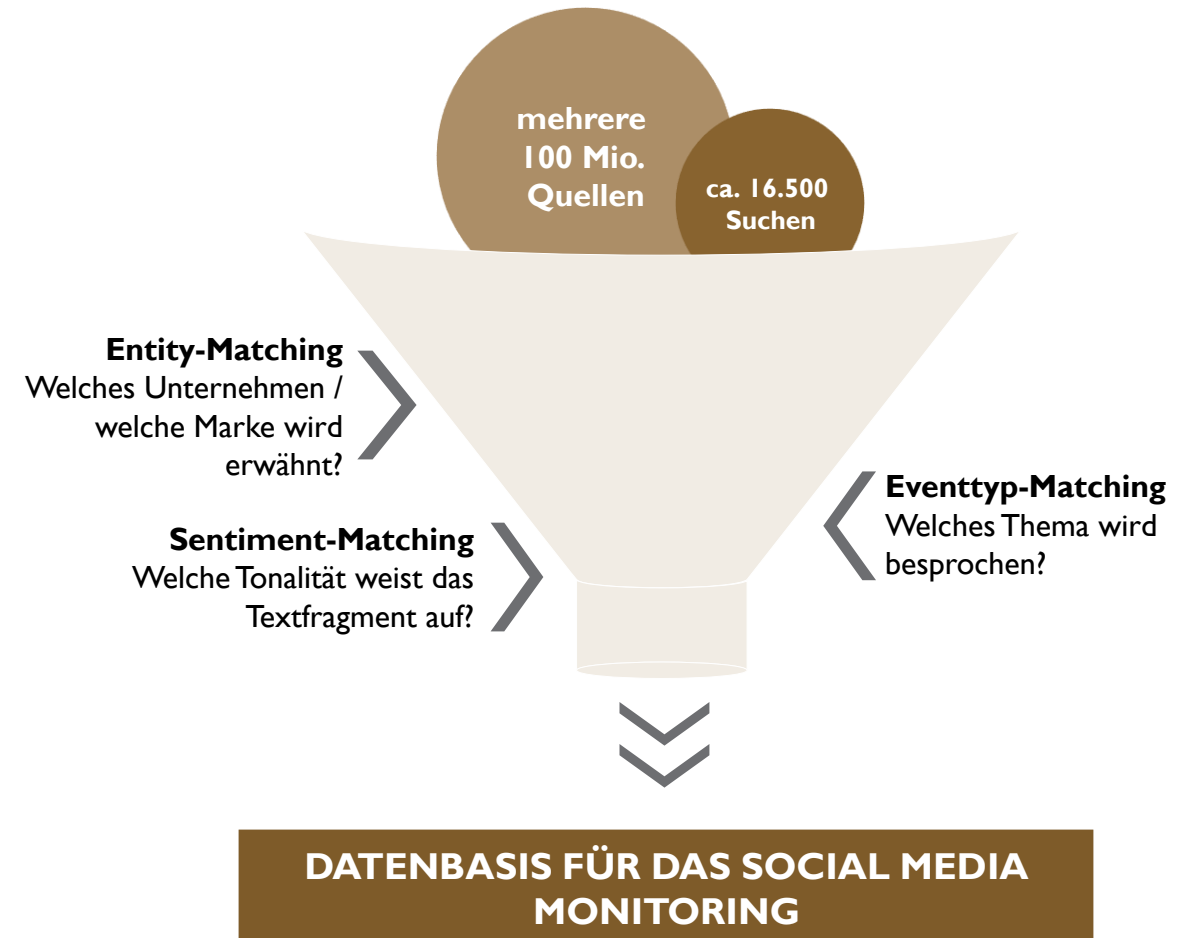 mehrere
100 Mio.
Quellen
ca. 16.500
Suchen
Entity-Matching
Welches Unternehmen /
welche Marke wird
erwähnt?
Eventtyp-Matching
Welches Thema wird
besprochen?
Sentiment-Matching
Welche Tonalität weist das
Textfragment auf?
DATENBASIS FÜR DAS SOCIAL MEDIA
MONITORING